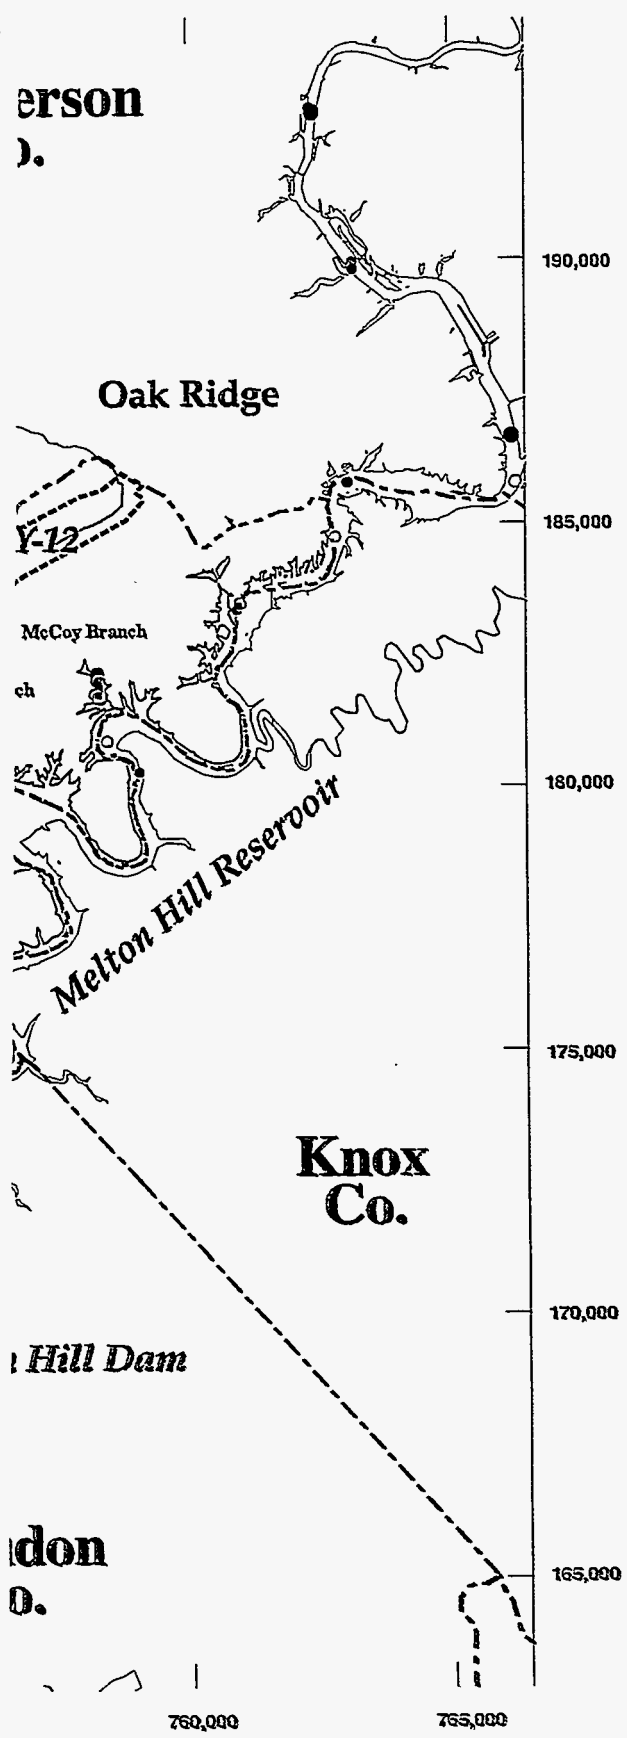 erson
o.
190,000
Oak Ridge
185,000
Y-12
McCoy Branch
ch
180,000
Melton Hill Reservoir
175,000
Knox
Co.
170,000
Hill Dam
don
o.
165,000
760,000
765,000